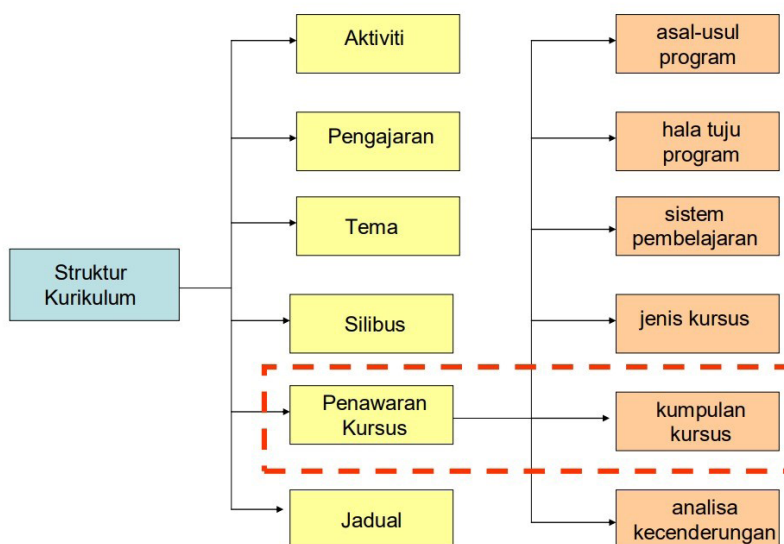 Struktur
Kurikulum
Aktiviti
Pengajaran
Tema
Silibus
Penawaran
Kursus
Jadual
asal-usul
program
hala tuju
program
sistem
pembelajaran
jenis kursus
kumpulan
kursus
analisa
kecenderungan